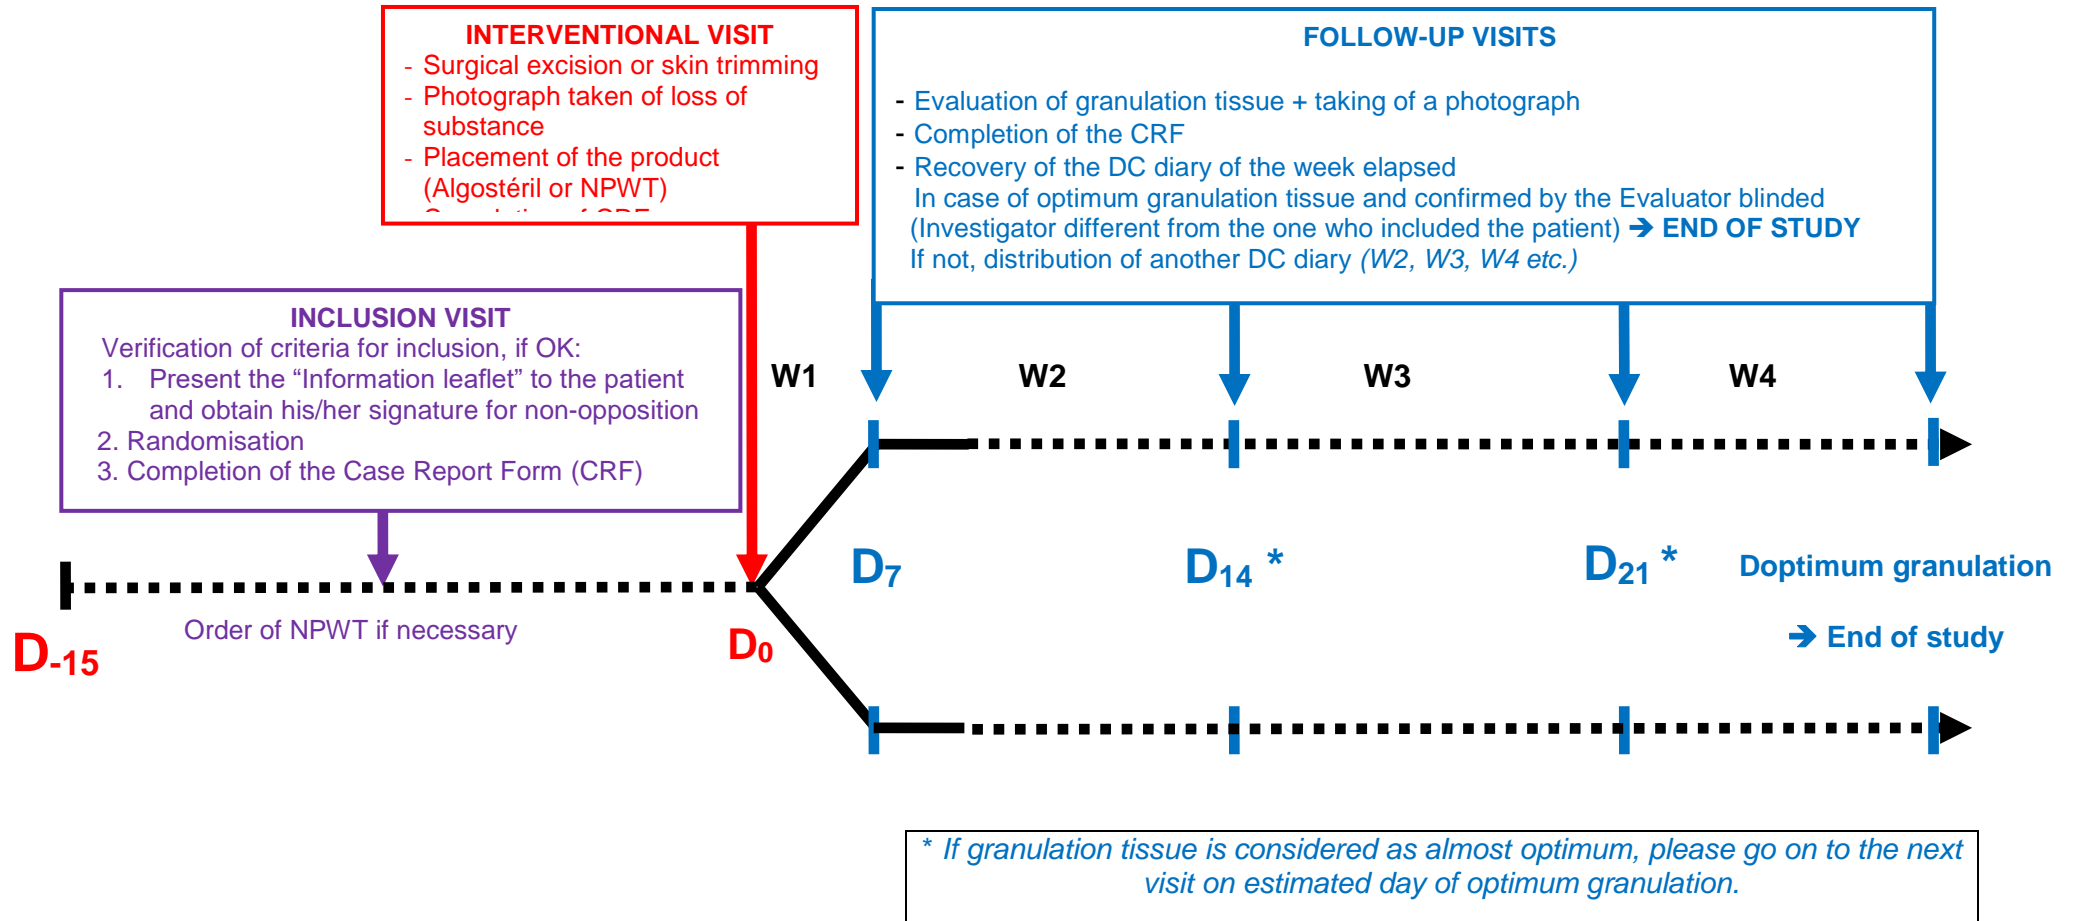 INTERVENTIONAL VISIT
- Surgical excision or skin trimming
- Photograph taken of loss of
substance
- Placement of the product
(Algostéril or NPWT)
FOLLOW-UP VISITS
- Evaluation of granulation tissue + taking of a photograph
- Completion of the CRF
- Recovery of the DC diary of the week elapsed
In case of optimum granulation tissue and confirmed by the Evaluator blinded
(Investigator different from the one who included the patient) ➔ END OF STUDY
If not, distribution of another DC diary (W2, W3, W4 etc.)
INCLUSION VISIT
Verification of criteria for inclusion, if OK:
1. Present the “Information leaflet” to the patient
and obtain his/her signature for non-opposition
2. Randomisation
3. Completion of the Case Report Form (CRF)
W1 W2 W3 W4
D7 D14 * D21 * Doptimum granulation
Order of NPWT if necessary
D-15 D0 ➔ End of study
* If granulation tissue is considered as almost optimum, please go on to the next
visit on estimated day of optimum granulation.